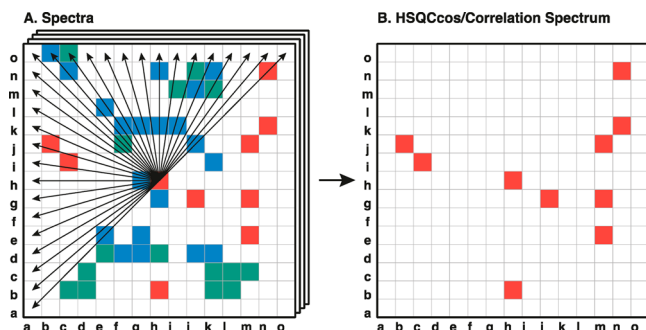 A. Spectra
o
n
m
l
k
j
i
h
g
f
e
d
c
b
a
a b c d e f g h i j k l m n o
B. HSQCcos/Correlation Spectrum
o
n
m
l
k
j
i
h
g
f
e
d
c
b
a
a b c d e f g h i j k l m n o